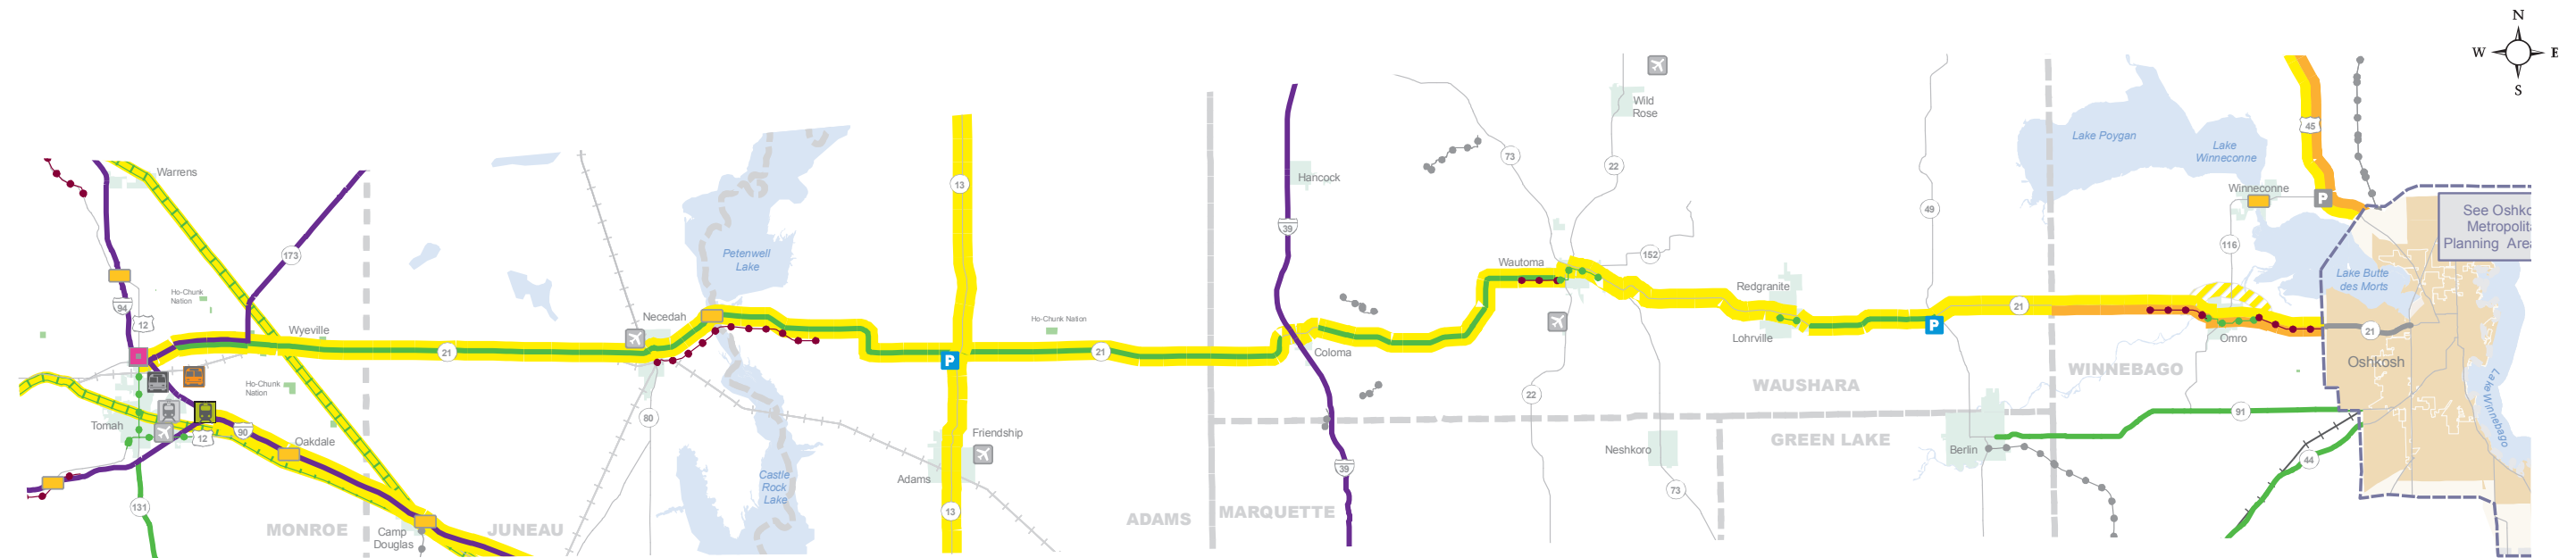 N
W
E
S
Warrens
173
Ho-Chunk
Nation
94
12
Wyeville
Ho-Chunk
Nation
Tomah
12
90
Oakdale
131
MONROE
Camp
Douglas
JUNEAU
21
Necedah
80
Petenwell
Lake
Castle
Rock
Lake
13
Friendship
Adams
13
Ho-Chunk Nation
21
ADAMS
MARQUETTE
39
Hancock
Coloma
39
73
22
Wild
Rose
Wautoma
152
22
Neshkoro
73
Redgranite
Lohrville
49
WAUSHARA
GREEN LAKE
Berlin
P
P
21
WINNEBAGO
Lake Poygan
Lake
Winneconne
Winneconne
116
45
P
Lake Butte
des Morts
Omro
21
Oshkosh
91
44
Lake Winnebago
See Oshko
Metropolit
Planning Area